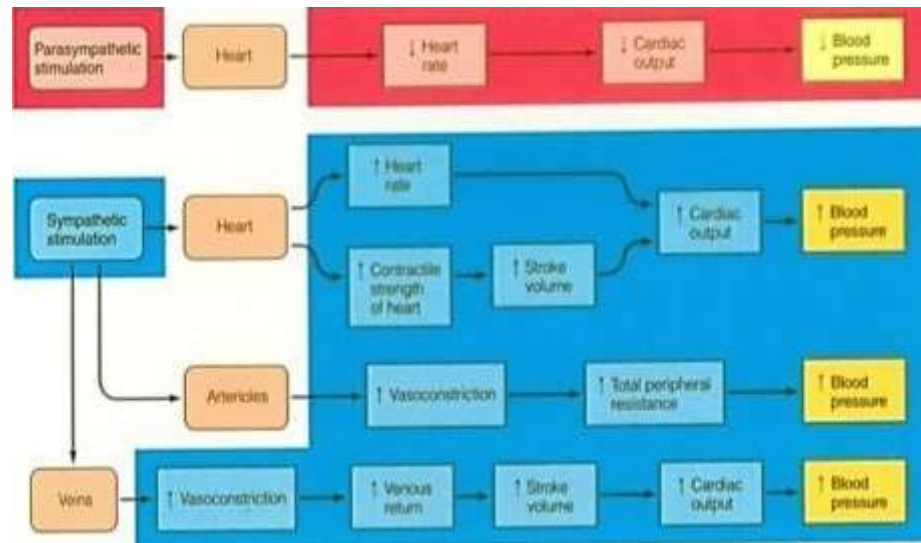 Parasympathetic
stimulation
Heart
↓ Heart
rate
↓ Cardiac
output
↓ Blood
pressure
Sympathetic
stimulation
Heart
↑ Heart
rate
↑ Contractile
strength
of heart
↑ Stroke
volume
↑ Cardiac
output
↑ Blood
pressure
Arterioles
↑ Vasoconstriction
↑ Total peripheral
resistance
↑ Blood
pressure
Veins
↑ Vasoconstriction
↑ Venous
return
↑ Stroke
volume
↑ Cardiac
output
↑ Blood
pressure